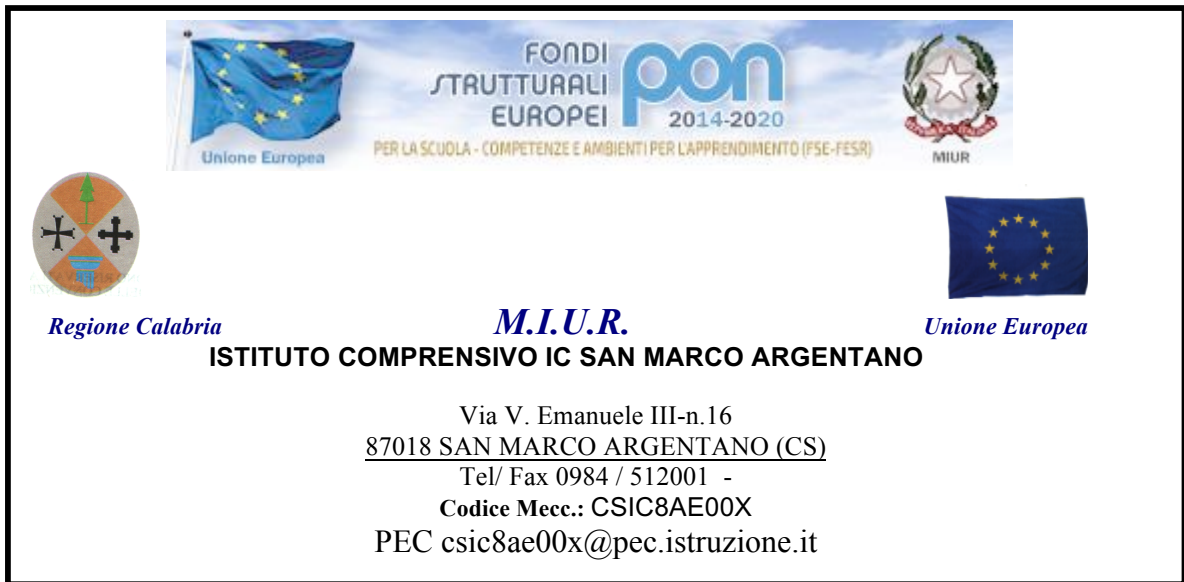 FONDI
STRUTTURALI
EUROPEI
pon
2014-2020
PER LA SCUOLA - COMPETENZE E AMBIENTI PER L'APPRENDIMENTO (FSE-FESR)
Unione Europea
MIUR
Regione Calabria M.I.U.R. Unione Europea
ISTITUTO COMPRENSIVO IC SAN MARCO ARGENTANO
Via V. Emanuele III-n.16
87018 SAN MARCO ARGENTANO (CS)
Tel/ Fax 0984 / 512001 -
Codice Mecc.: CSIC8AE00X
PEC csic8ae00x@pec.istruzione.it